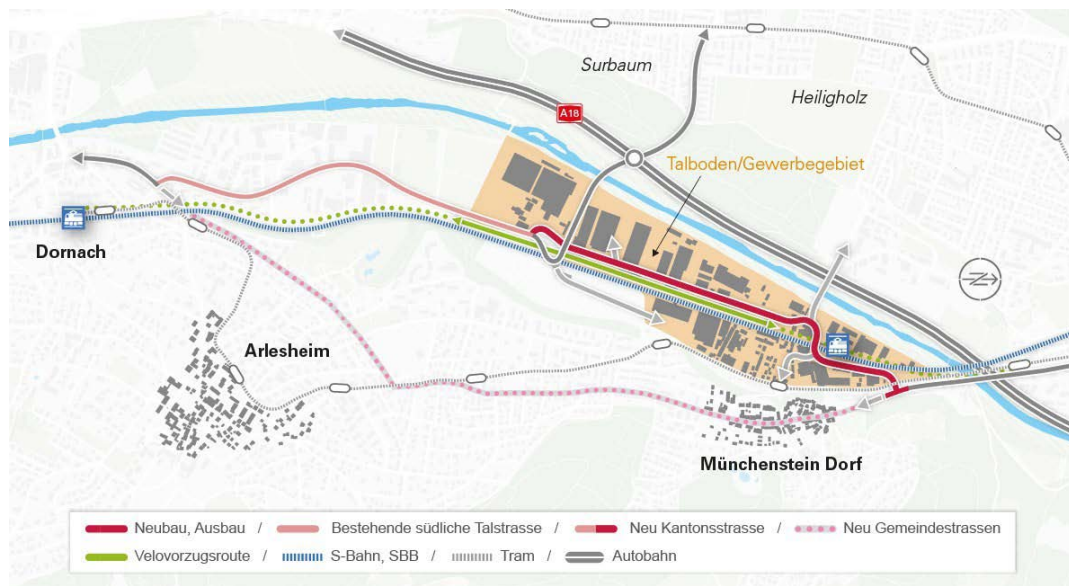 Surbaum
Heiligholz
A18
Talboden/Gewerbegebiet
Dornach
N
Arlesheim
Münchenstein Dorf
Neubau, Ausbau / Bestehende südliche Talstrasse / Neu Kantonsstrasse / Neu Gemeindestrassen
Velovorzugsroute / S-Bahn, SBB / Tram / Autobahn